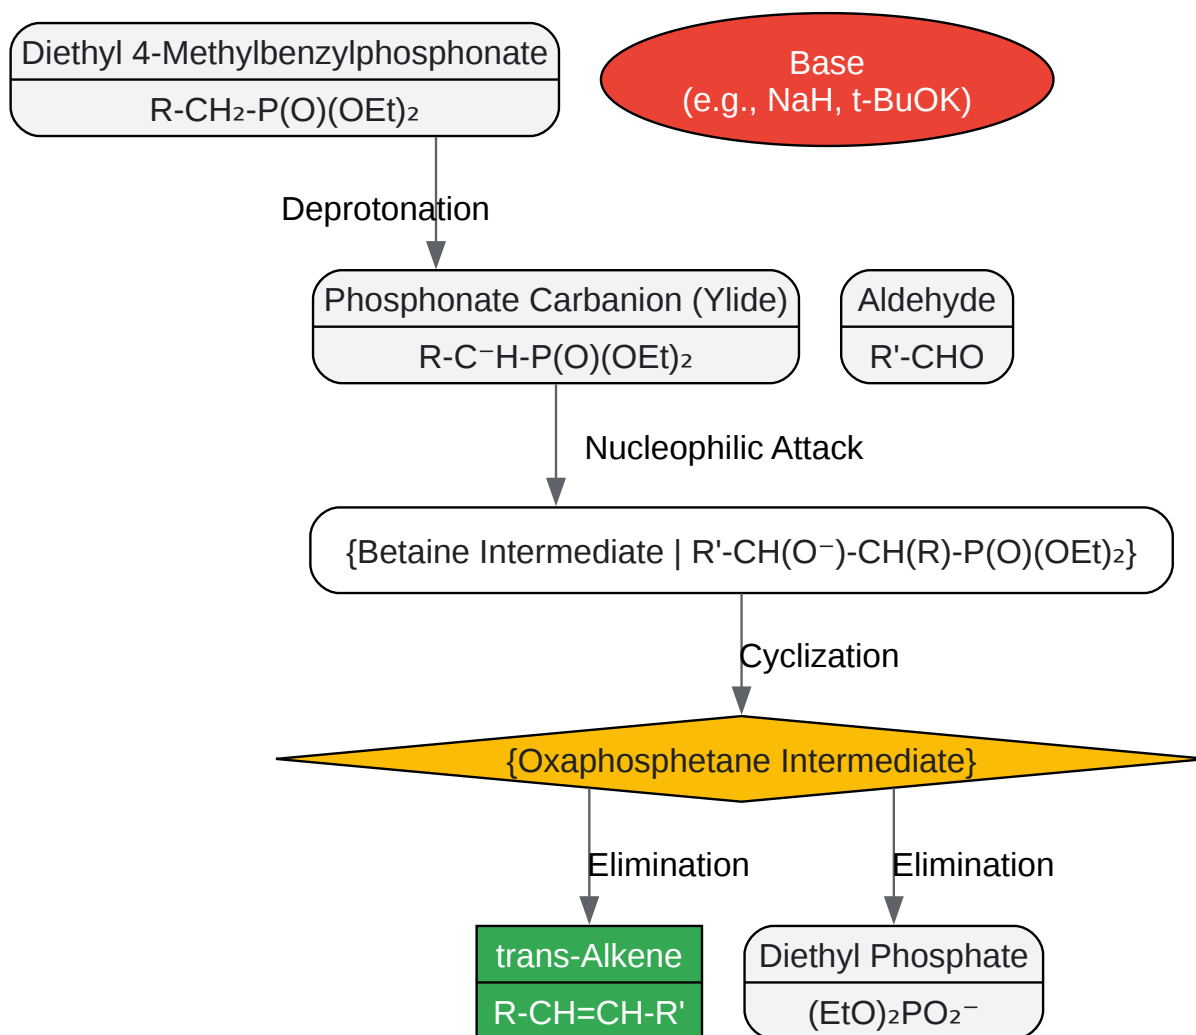 Diethyl 4-Methylbenzylphosphonate
R-CH₂-P(O)(OEt)₂
Base
(e.g., NaH, t-BuOK)
Deprotonation
Phosphonate Carbanion (Ylide)
R-C⁻H-P(O)(OEt)₂
Aldehyde
R'-CHO
Nucleophilic Attack
{Betaine Intermediate | R'-CH(O⁻)-CH(R)-P(O)(OEt)₂}
Cyclization
{Oxaphosphetane Intermediate}
Elimination
Elimination
trans-Alkene
R-CH=CH-R'
Diethyl Phosphate
(EtO)₂PO₂⁻